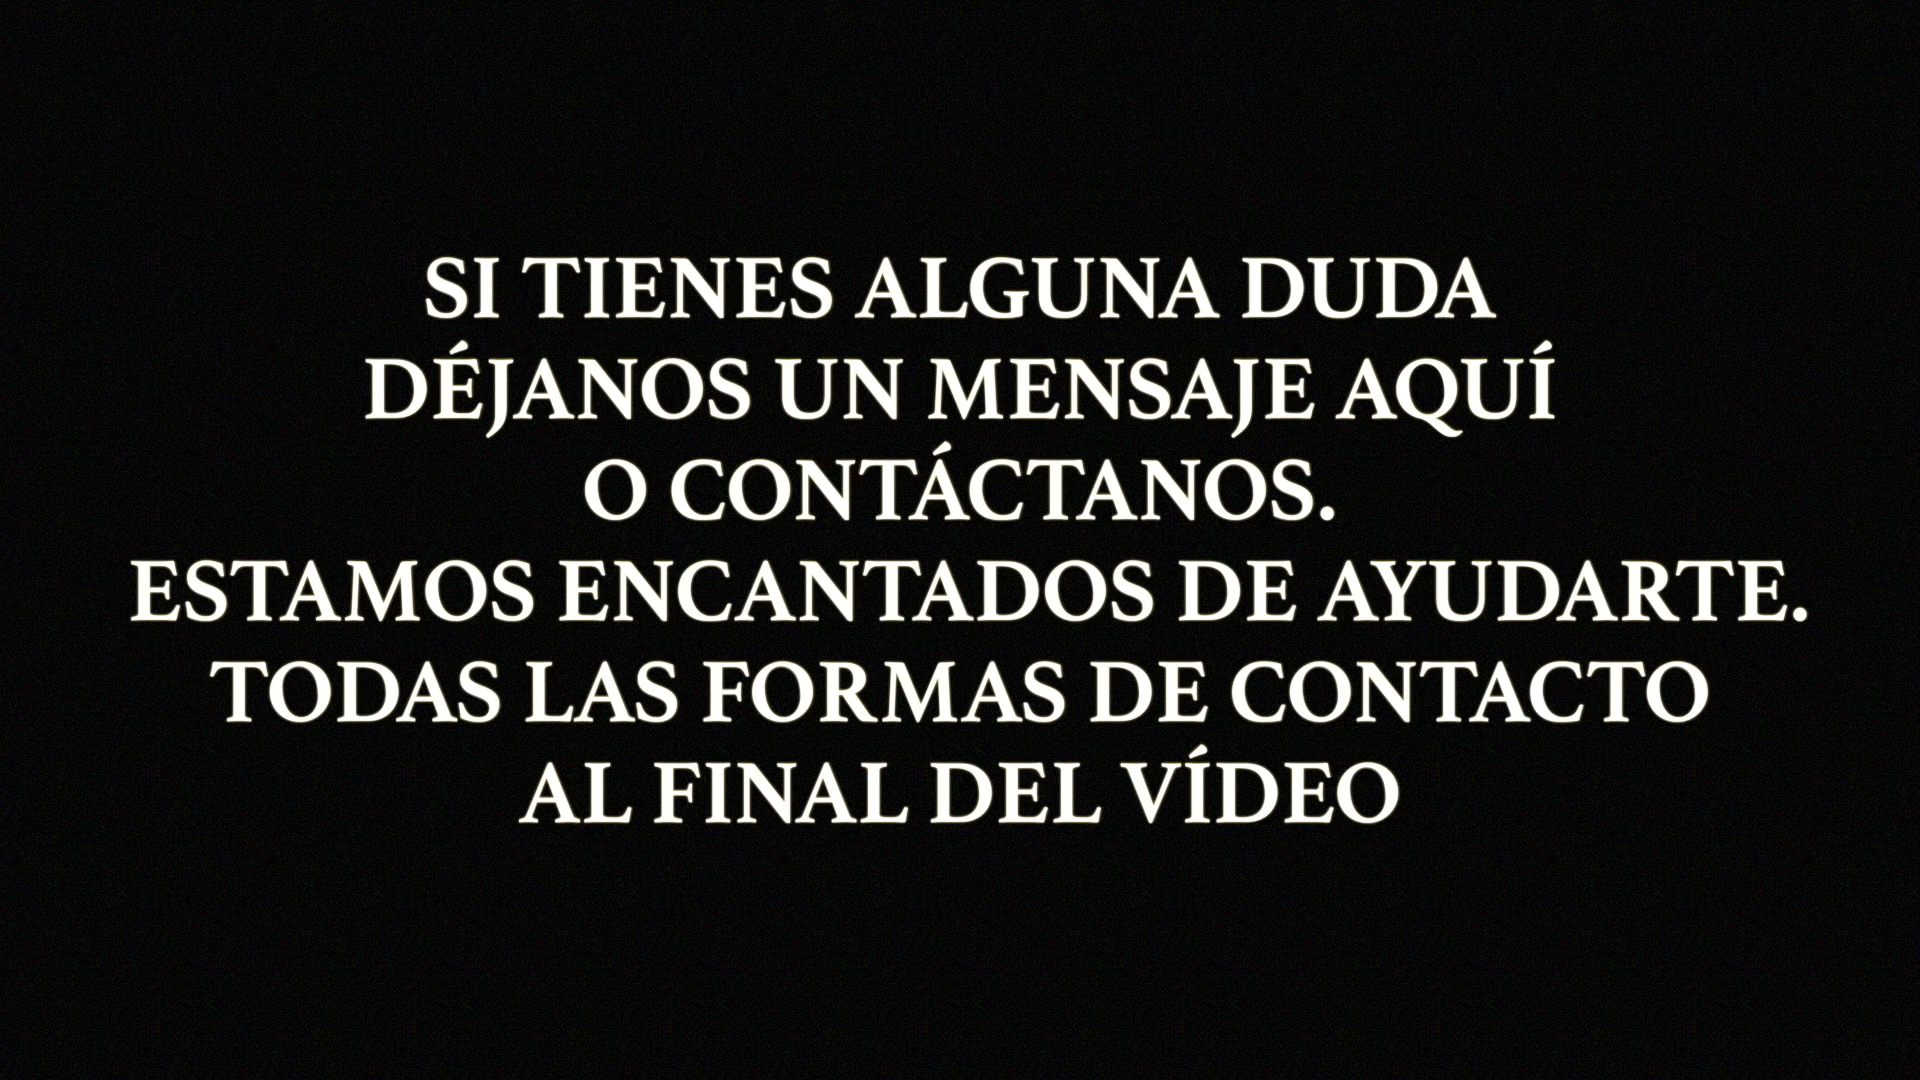 SI TIENES ALGUNA DUDA
DÉJANOS UN MENSAJE AQUÍ
O CONTÁCTANOS.
ESTAMOS ENCANTADOS DE AYUDARTE.
TODAS LAS FORMAS DE CONTACTO
AL FINAL DEL VÍDEO